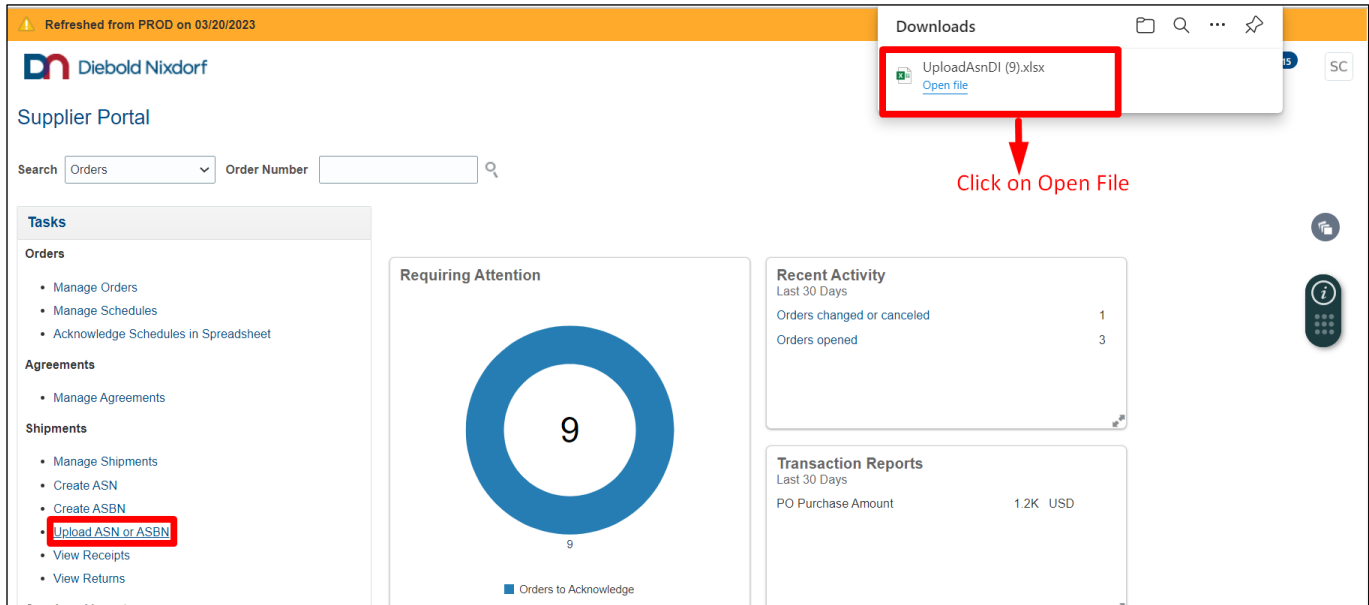 Refreshed from PROD on 03/20/2023
Downloads
UploadAsnDI (9).xlsx
Open file
Diebold Nixdorf
15
SC
Supplier Portal
Click on Open File
Search Orders Order Number
Tasks
Orders
Manage Orders
Manage Schedules
Acknowledge Schedules in Spreadsheet
Agreements
Manage Agreements
Shipments
Manage Shipments
Create ASN
Create ASBN
Upload ASN or ASBN
View Receipts
View Returns
Requiring Attention
9
9
Orders to Acknowledge
Recent Activity
Last 30 Days
Orders changed or canceled 1
Orders opened 3
Transaction Reports
Last 30 Days
PO Purchase Amount 1.2K USD